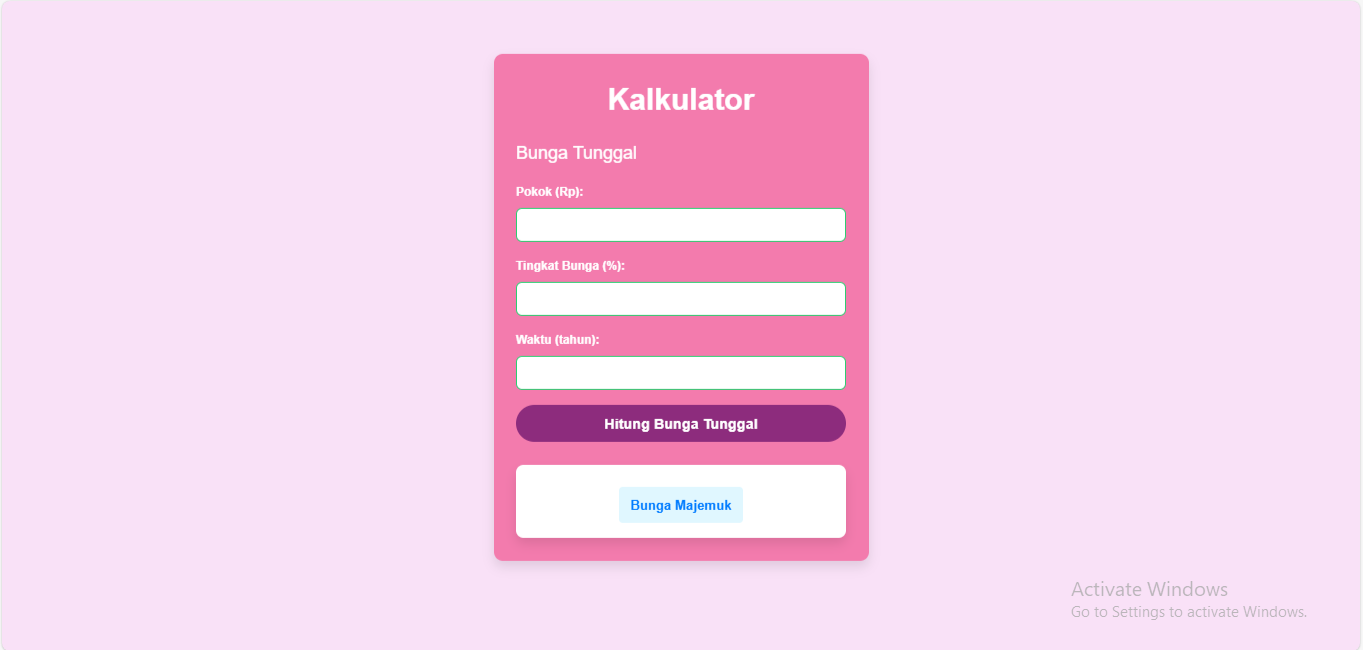 Kalkulator
Bunga Tunggal
Pokok (Rp):
Tingkat Bunga (%):
Waktu (tahun):
Hitung Bunga Tunggal
Bunga Majemuk
Activate Windows
Go to Settings to activate Windows.